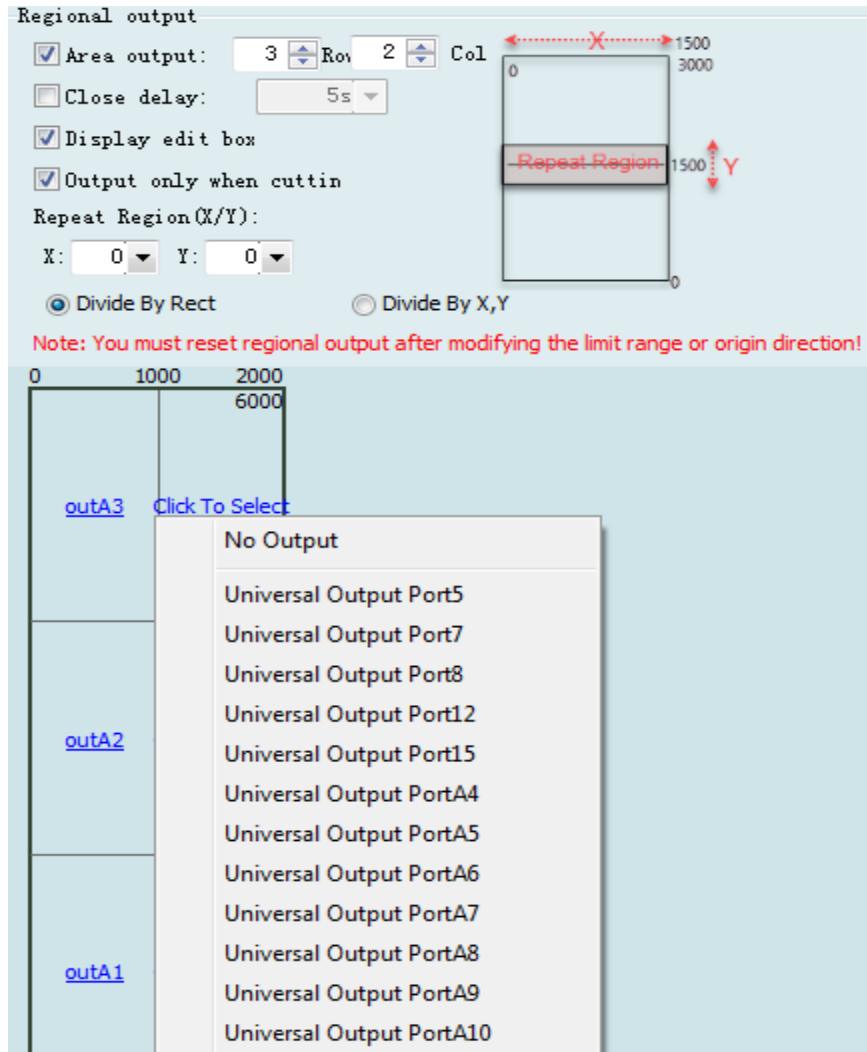 Regional output
Area output: 3 Row 2 Col
Close delay: 5s
Display edit box
Output only when cuttin
Repeat Region(X/Y):
X: 0 Y: 0
Divide By Rect Divide By X,Y
X
1500
0 3000
Repeat Region 1500 Y
0
Note: You must reset regional output after modifying the limit range or origin direction!
0 1000 2000
6000
outA3 Click To Select
No Output
Universal Output Port5
Universal Output Port7
Universal Output Port8
Universal Output Port12
outA2
Universal Output Port15
Universal Output PortA4
Universal Output PortA5
Universal Output PortA6
Universal Output PortA7
Universal Output PortA8
outA1
Universal Output PortA9
Universal Output PortA10